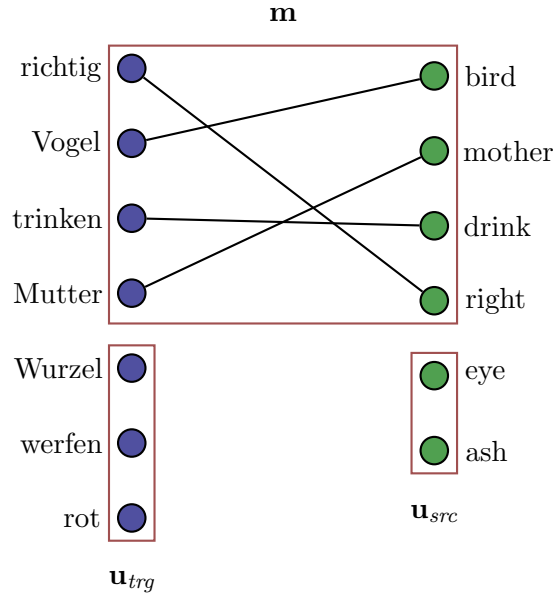 m
richtig
bird
Vogel
mother
trinken
drink
Mutter
right
Wurzel
eye
werfen
ash
rot
u_src
u_trg